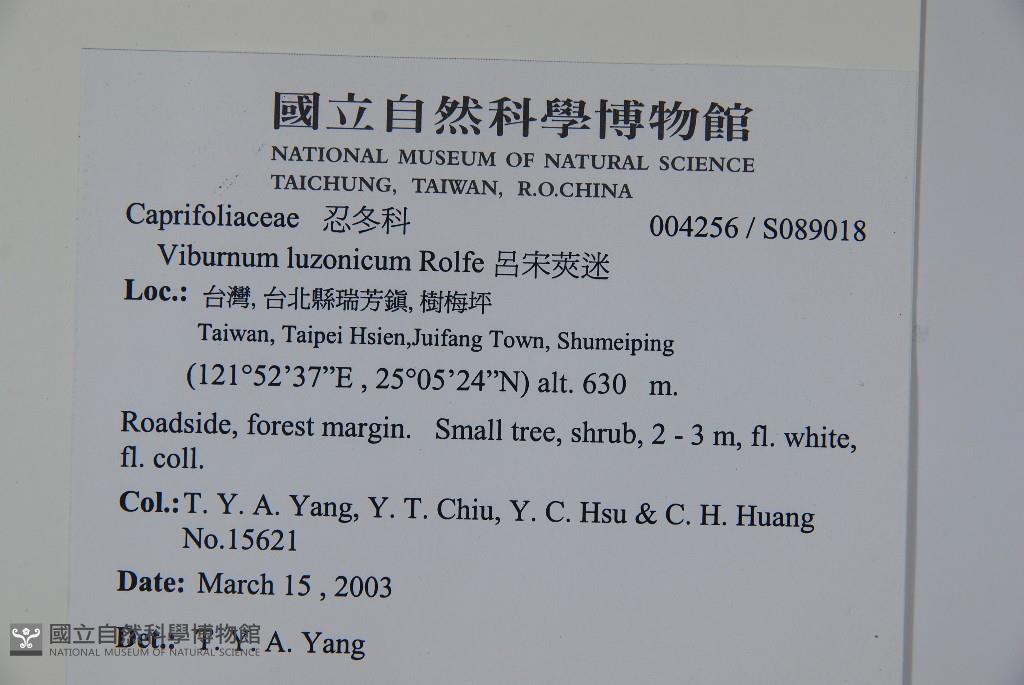 國立自然科學博物館
NATIONAL MUSEUM OF NATURAL SCIENCE
TAICHUNG, TAIWAN, R.O.CHINA
Caprifoliaceae 忍冬科 004256 / S089018
Viburnum luzonicum Rolfe 呂宋莢迷
Loc.: 台灣, 台北縣瑞芳鎮, 樹梅坪
Taiwan, Taipei Hsien,Juifang Town, Shumeiping
(121°52’37”E , 25°05’24”N) alt. 630 m.
Roadside, forest margin. Small tree, shrub, 2 - 3 m, fl. white,
fl. coll.
Col.: T. Y. A. Yang, Y. T. Chiu, Y. C. Hsu & C. H. Huang
No.15621
Date: March 15 , 2003
Det.: T. Y. A. Yang
國立自然科學博物館
NATIONAL MUSEUM OF NATURAL SCIENCE